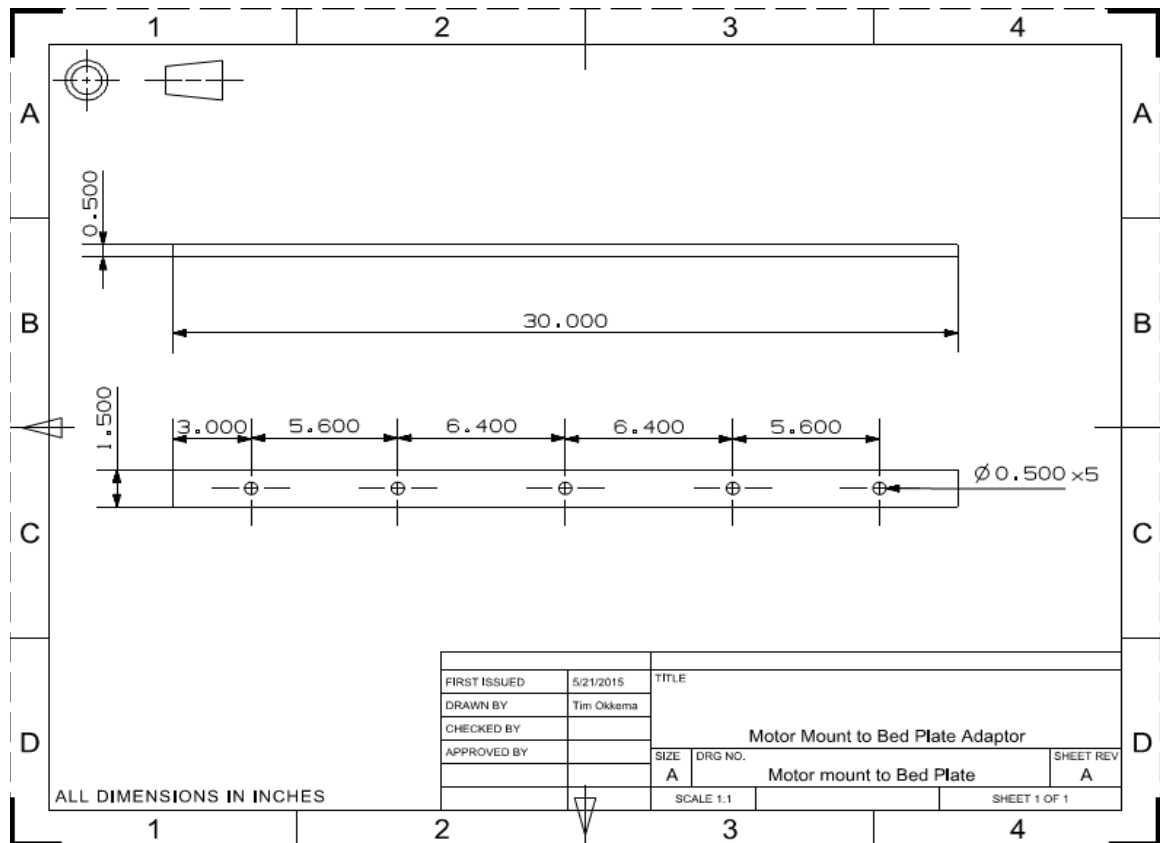 1 2 3 4
A A
0.500
B 30.000 B
1.500
3.000 5.600 6.400 6.400 5.600
Ø0.500 ×5
C C
FIRST ISSUED 5/21/2015 TITLE
DRAWN BY Tim Okkema
CHECKED BY
Motor Mount to Bed Plate Adaptor
D D
APPROVED BY
SIZE DRG NO. SHEET REV
A Motor mount to Bed Plate A
ALL DIMENSIONS IN INCHES
SCALE 1:1 SHEET 1 OF 1
1 2 3 4